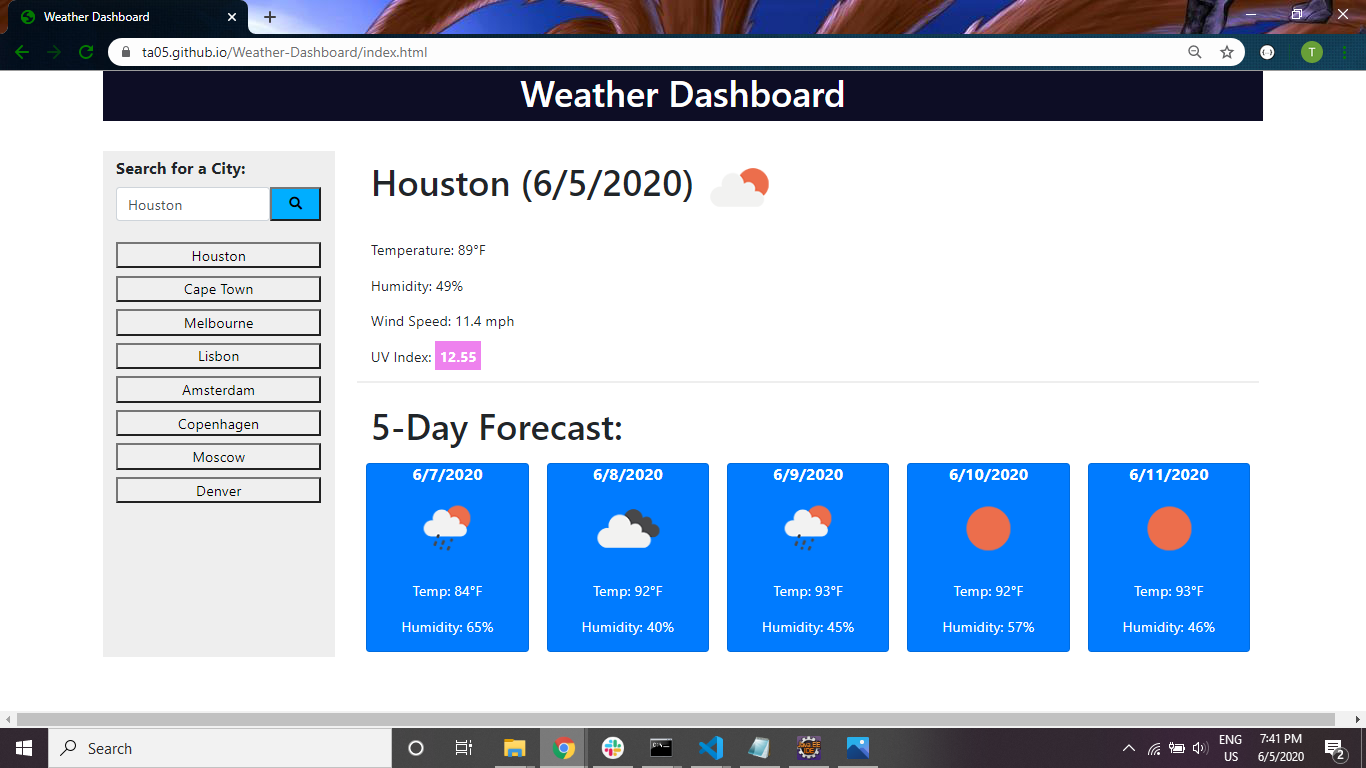 Weather Dashboard
ta05.github.io/Weather-Dashboard/index.html
T
Weather Dashboard
Search for a City:
Houston
Houston
Cape Town
Melbourne
Lisbon
Amsterdam
Copenhagen
Moscow
Denver
Houston (6/5/2020)
Temperature: 89°F
Humidity: 49%
Wind Speed: 11.4 mph
UV Index: 12.55
5-Day Forecast:
6/7/2020
Temp: 84°F
Humidity: 65%
6/8/2020
Temp: 92°F
Humidity: 40%
6/9/2020
Temp: 93°F
Humidity: 45%
6/10/2020
Temp: 92°F
Humidity: 57%
6/11/2020
Temp: 93°F
Humidity: 46%
Search
ENG
US
7:41 PM
6/5/2020
2